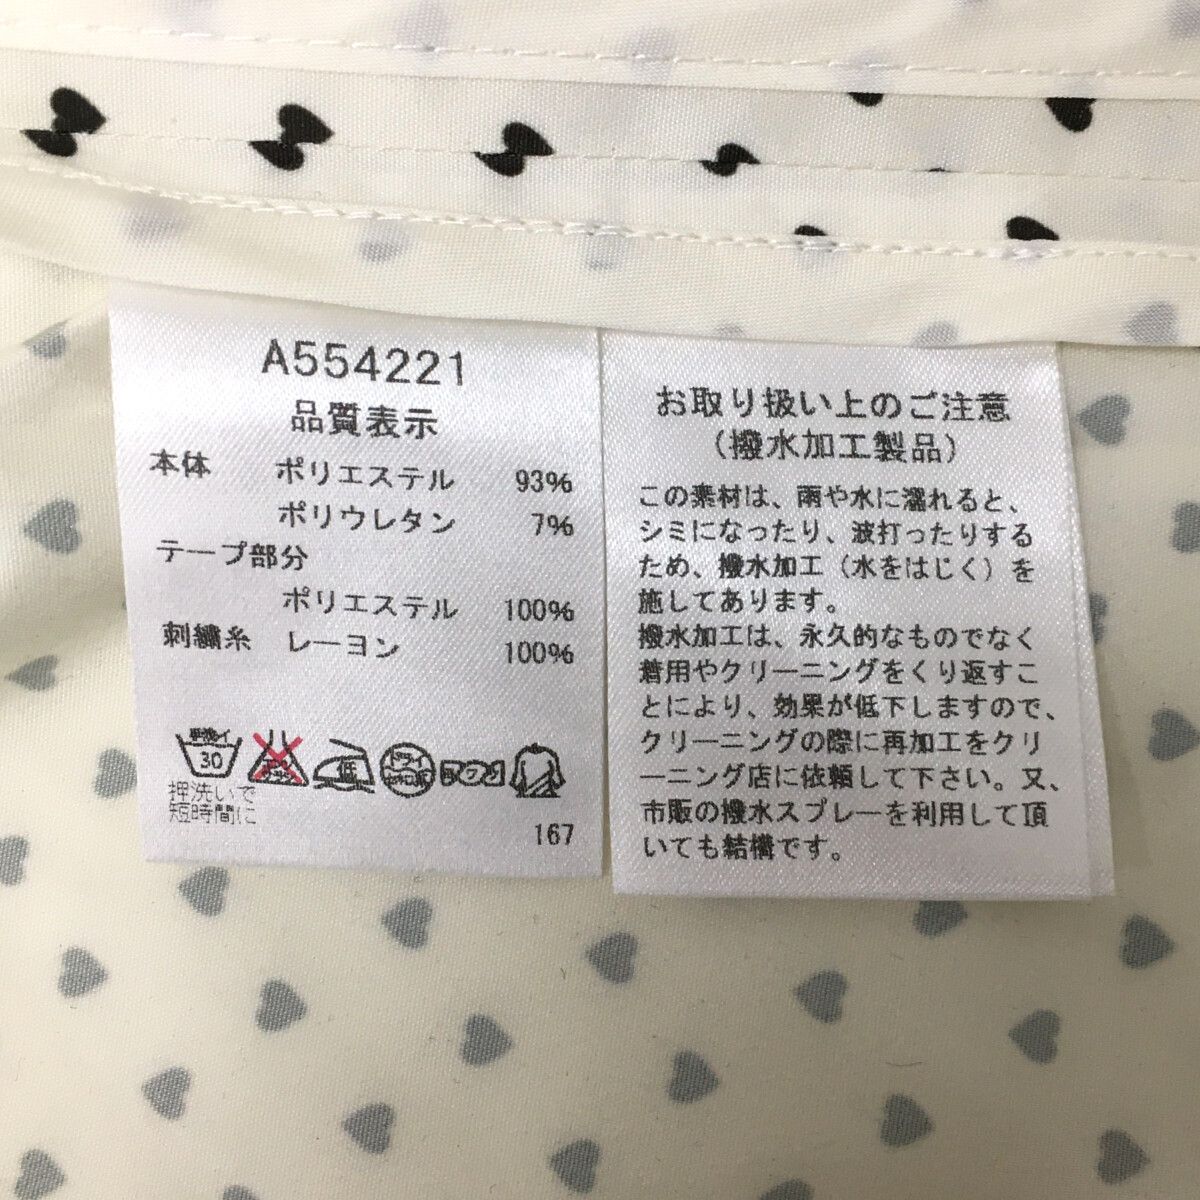 A554221
品質表示
本体 ポリエステル 93%
ポリウレタン 7%
テープ部分
ポリエステル 100%
刺繍糸 レーヨン 100%
30
低
押洗いで
短時間に
167
お取り扱い上のご注意
(撥水加工製品)
この素材は、雨や水に濡れると、
シミになったり、波打ったりする
ため、撥水加工(水をはじく)を
施してあります。
撥水加工は、永久的なものでなく
着用やクリーニングをくり返すこ
とにより、効果が低下しますので、
クリーニングの際に再加工をクリ
ーニング店に依頼して下さい。又、
市販の撥水スプレーを利用して頂
いても結構です。